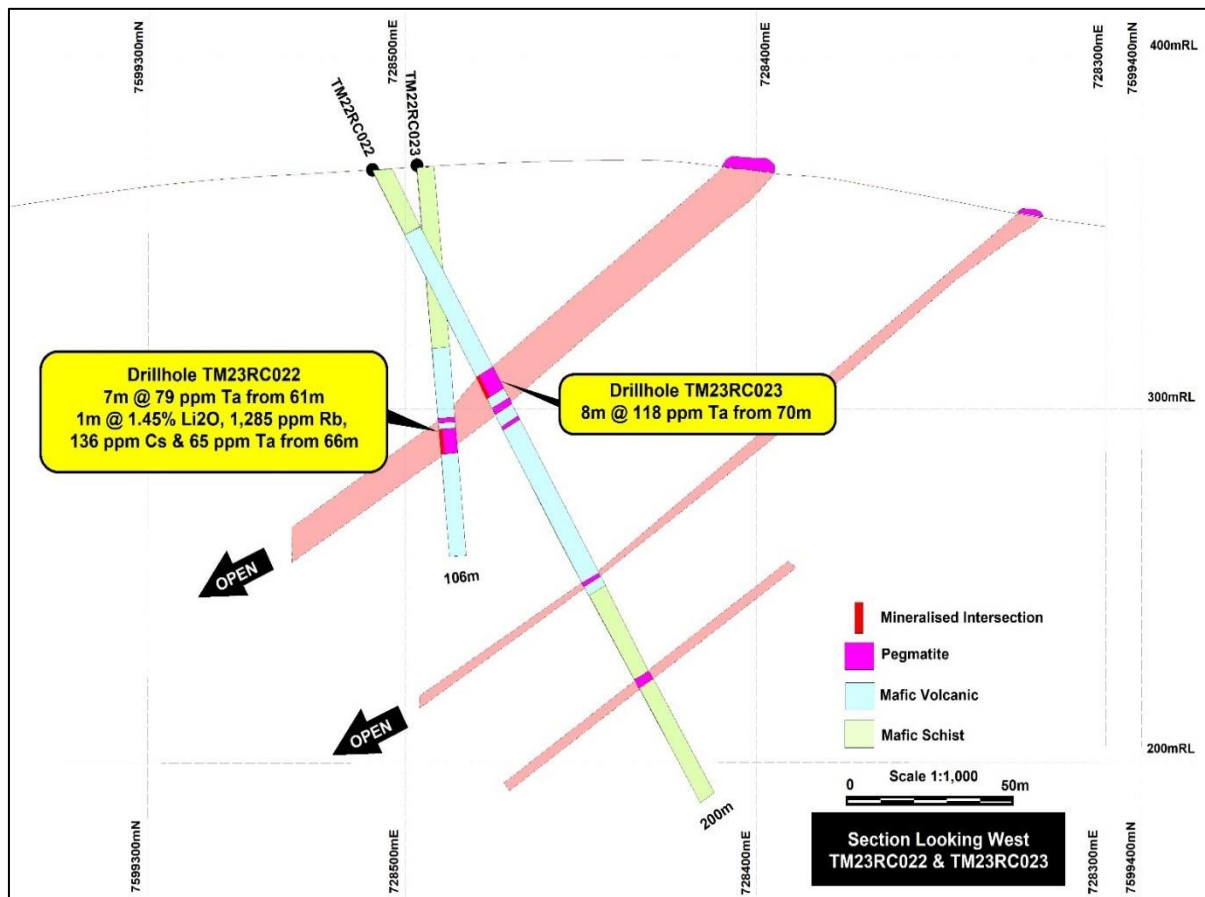 7599300mN
728500mE
728400mE
728300mE
7599400mN
400mRL
TM22RC022
TM22RC023
Drillhole TM23RC022
7m @ 79 ppm Ta from 61m
1m @ 1.45% Li2O, 1,285 ppm Rb,
136 ppm Cs & 65 ppm Ta from 66m
Drillhole TM23RC023
8m @ 118 ppm Ta from 70m
300mRL
OPEN
106m
OPEN
200m
Mineralised Intersection
Pegmatite
Mafic Volcanic
Mafic Schist
200mRL
Scale 1:1,000
0
50m
Section Looking West
TM23RC022 & TM23RC023
7599300mN
728500mE
728400mE
728300mE
7599400mN